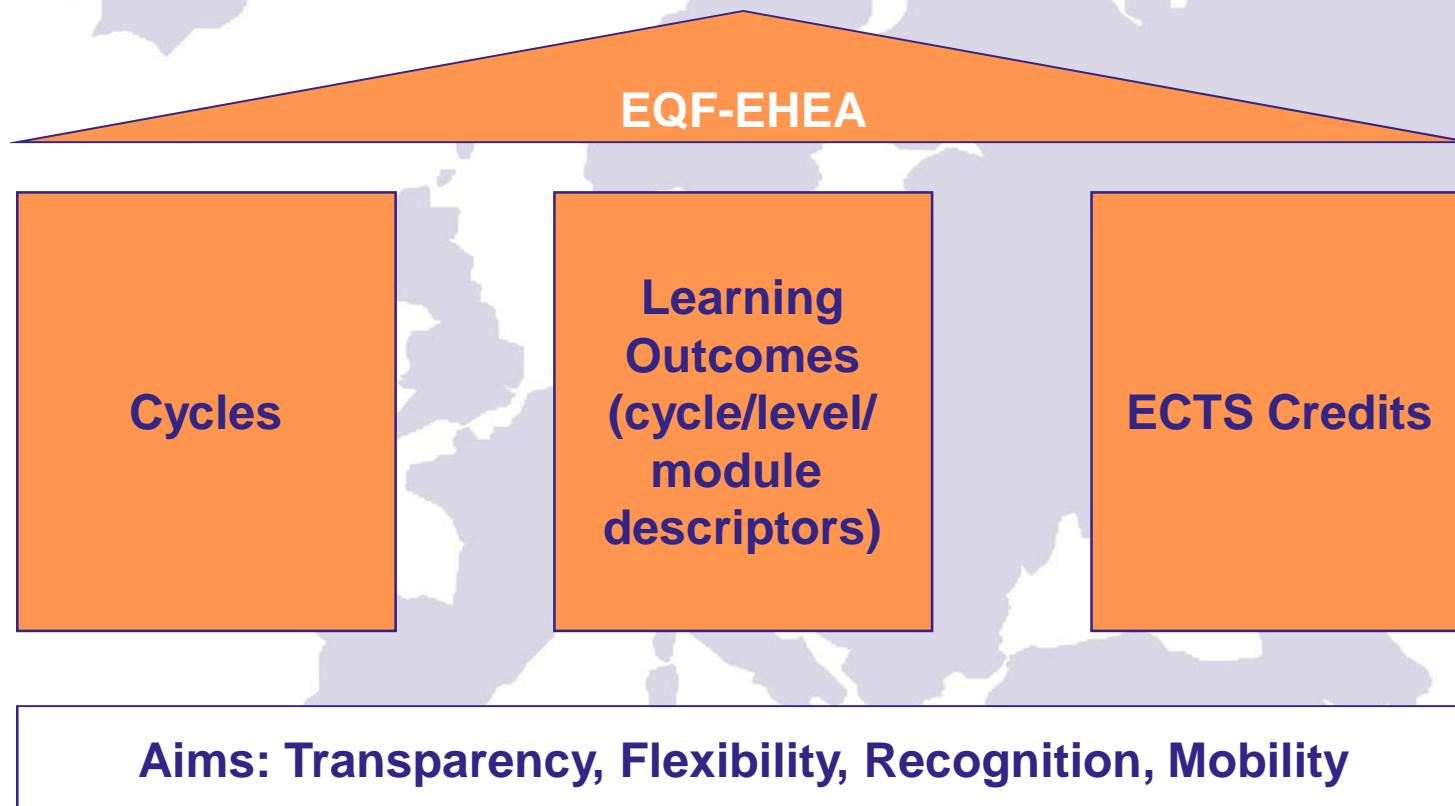 EQF-EHEA
Cycles
Learning
Outcomes
(cycle/level/
module
descriptors)
ECTS Credits
Aims: Transparency, Flexibility, Recognition, Mobility